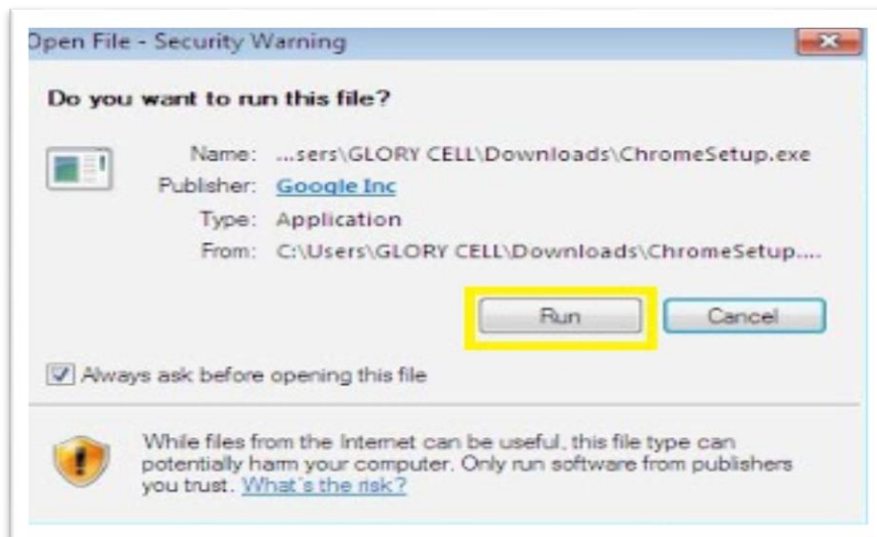 Open File - Security Warning
Do you want to run this file?
Name: ...sers\GLORY CELL\Downloads\ChromeSetup.exe
Publisher: Google Inc
Type: Application
From: C:\Users\GLORY CELL\Downloads\ChromeSetup....
Run Cancel
Always ask before opening this file
While files from the Internet can be useful, this file type can
potentially harm your computer. Only run software from publishers
you trust. What's the risk?